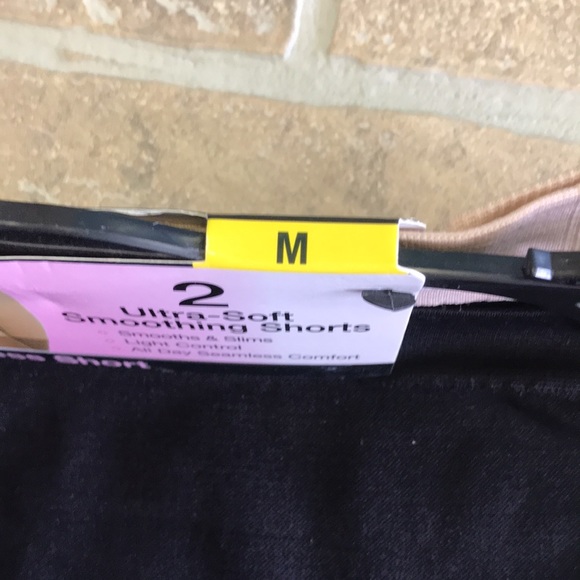 M
2
Ultra-Soft
Smoothing Shorts
Smooths & Slims
Light Control
All Day Seamless Comfort
Short